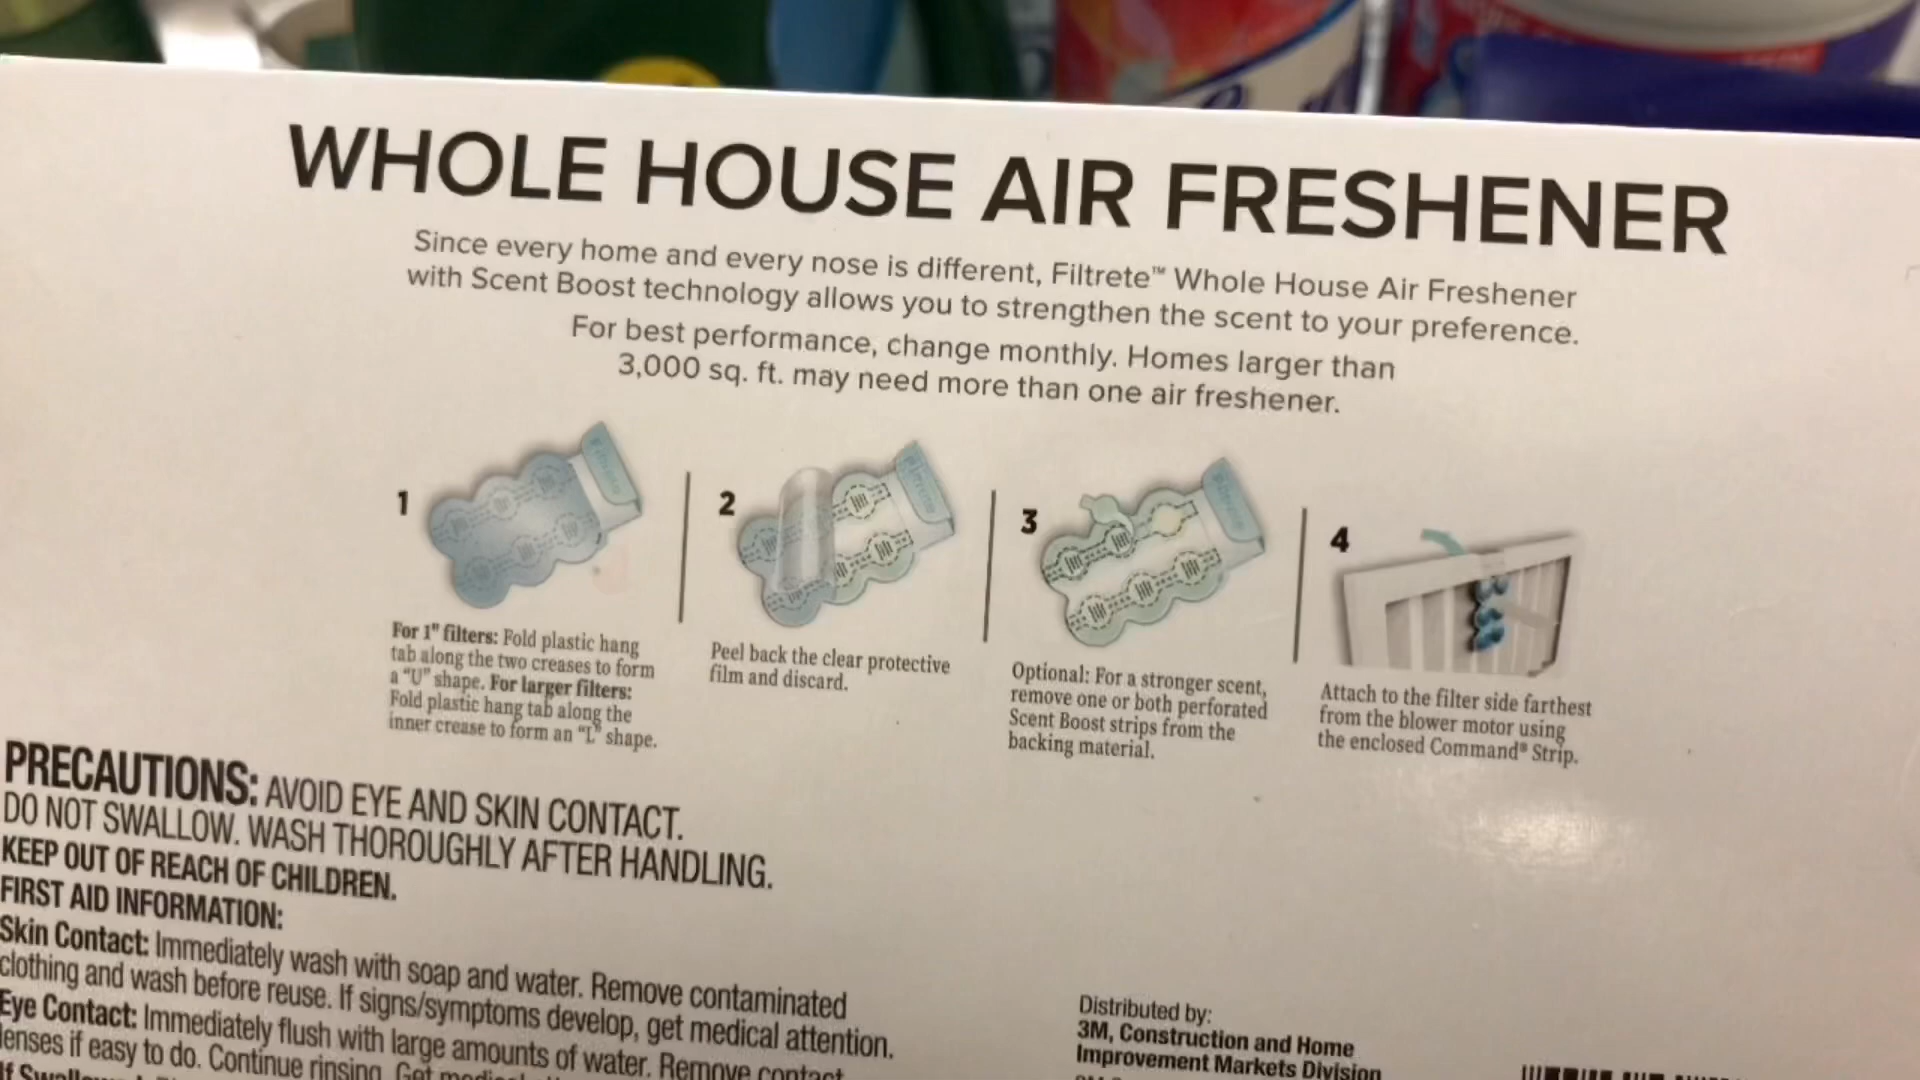 WHOLE HOUSE AIR FRESHENER
Since every home and every nose is different, Filtrete™ Whole House Air Freshener
with Scent Boost technology allows you to strengthen the scent to your preference.
For best performance, change monthly. Homes larger than
3,000 sq. ft. may need more than one air freshener.
1
For 1" filters: Fold plastic hang
tab along the two creases to form
a "U" shape. For larger filters:
Fold plastic hang tab along the
inner crease to form an "L" shape.
2
Peel back the clear protective
film and discard.
3
Optional: For a stronger scent,
remove one or both perforated
Scent Boost strips from the
backing material.
4
Attach to the filter side farthest
from the blower motor using
the enclosed Command® Strip.
PRECAUTIONS: AVOID EYE AND SKIN CONTACT.
DO NOT SWALLOW. WASH THOROUGHLY AFTER HANDLING.
KEEP OUT OF REACH OF CHILDREN.
FIRST AID INFORMATION:
Skin Contact: Immediately wash with soap and water. Remove contaminated
clothing and wash before reuse. If signs/symptoms develop, get medical attention.
Eye Contact: Immediately flush with large amounts of water. Remove contact
lenses if easy to do. Continue rinsing. Get
If
Distributed by:
3M, Construction and Home
Improvement Markets Division